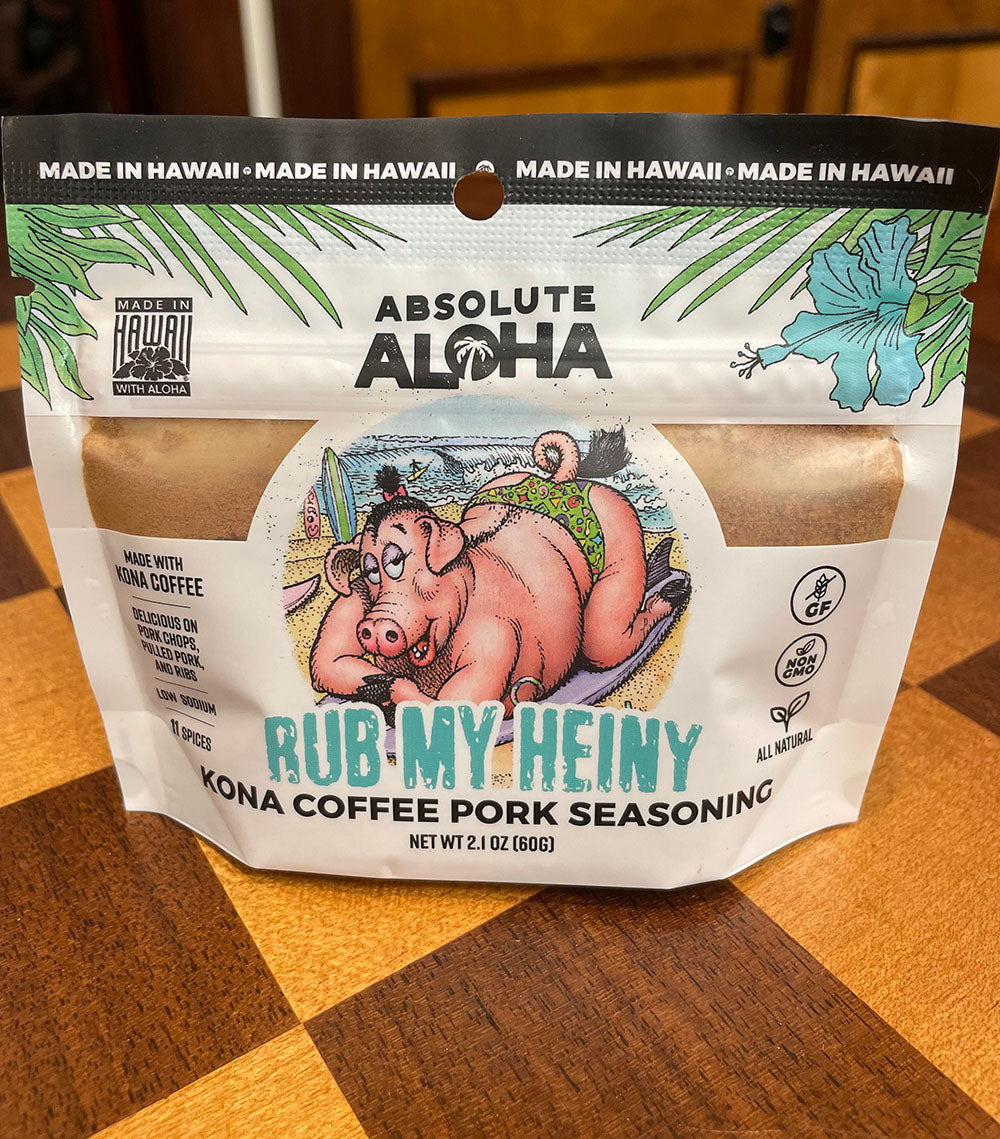 MADE IN HAWAII • MADE IN HAWAII MADE IN HAWAII • MADE IN HAWAII
MADE IN
HAWAII
WITH ALOHA
ABSOLUTE
ALOHA
MADE WITH
KONA COFFEE
DELICIOUS ON
PORK CHOPS,
PULLED PORK,
AND RIBS
LOW SODIUM
11 SPICES
GF
NON
GMO
ALL NATURAL
RUB MY HEINY
KONA COFFEE PORK SEASONING
NET WT 2.1 OZ (60G)